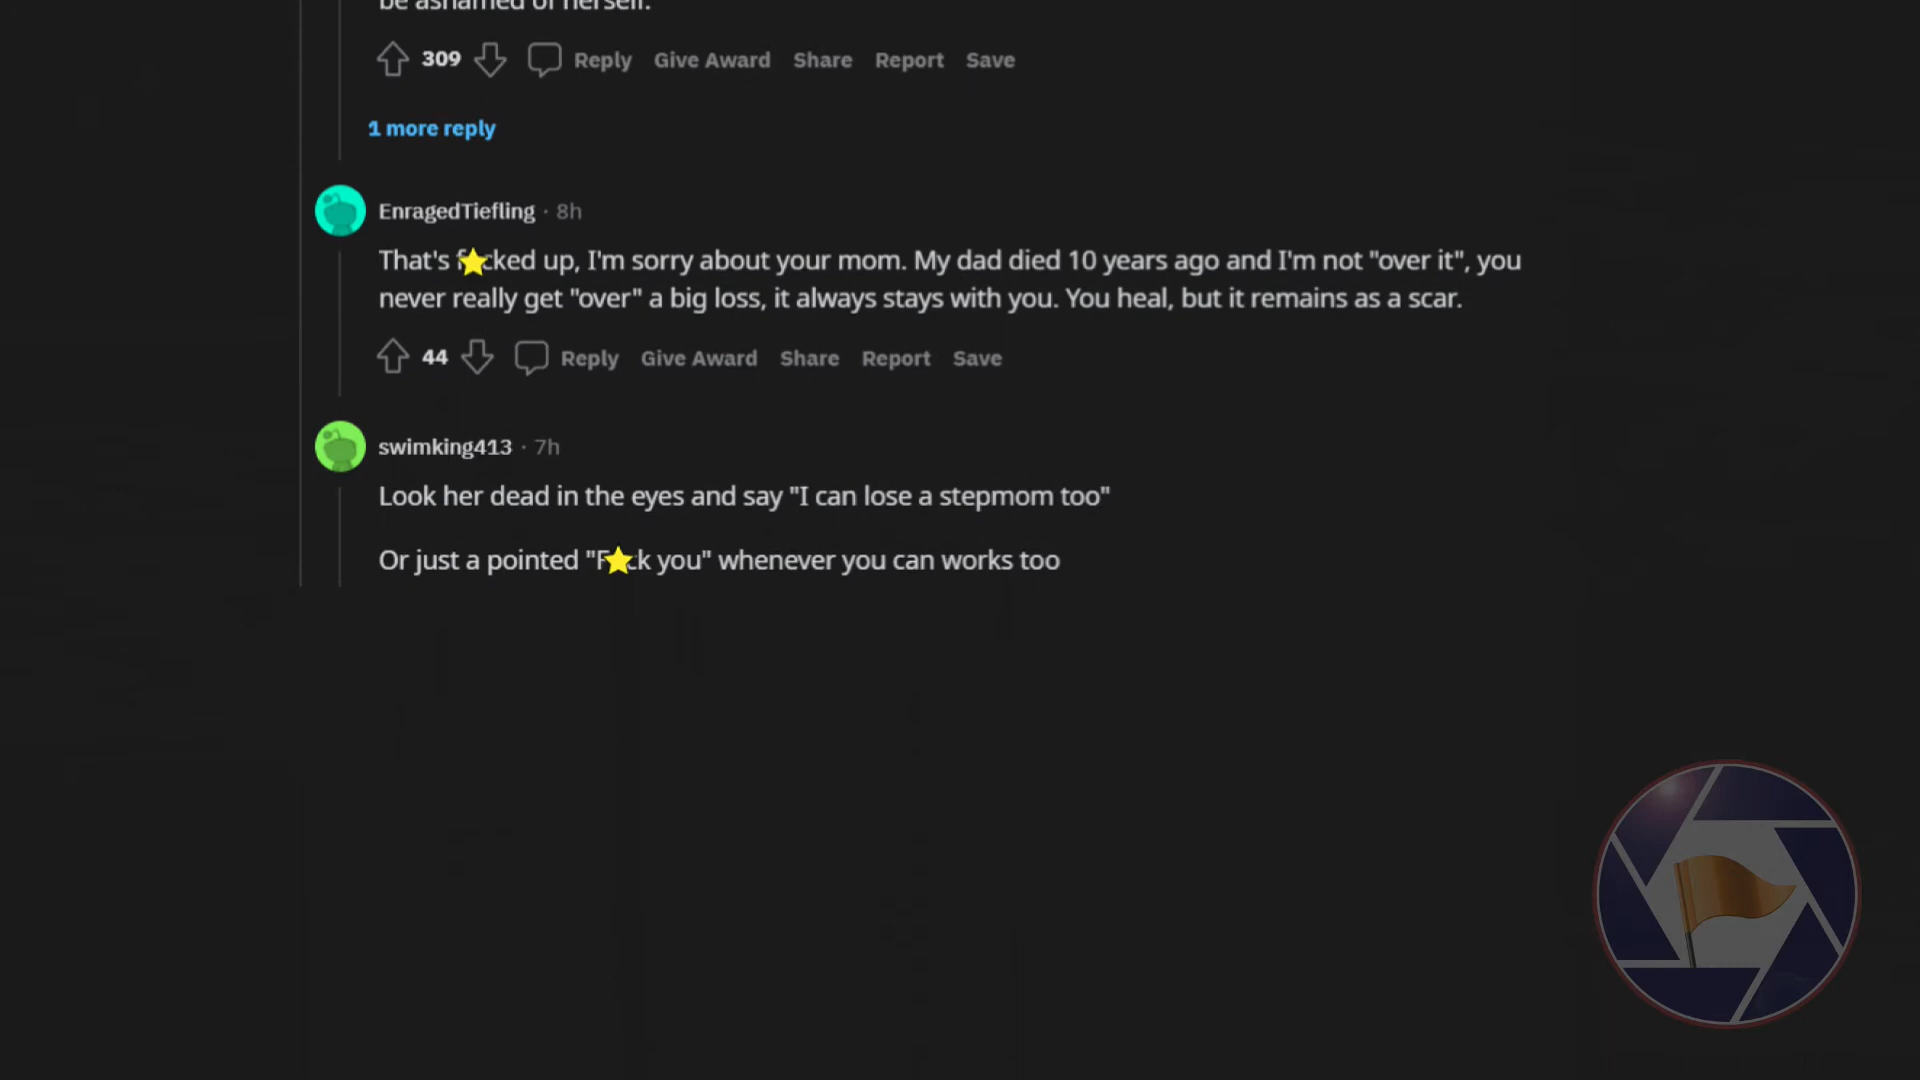 be ashamed of herself.
309 Reply Give Award Share Report Save
1 more reply
EnragedTiefling · 8h
That's f⭐cked up, I'm sorry about your mom. My dad died 10 years ago and I'm not "over it", you
never really get "over" a big loss, it always stays with you. You heal, but it remains as a scar.
44 Reply Give Award Share Report Save
swimking413 · 7h
Look her dead in the eyes and say "I can lose a stepmom too"
Or just a pointed "F⭐ck you" whenever you can works too